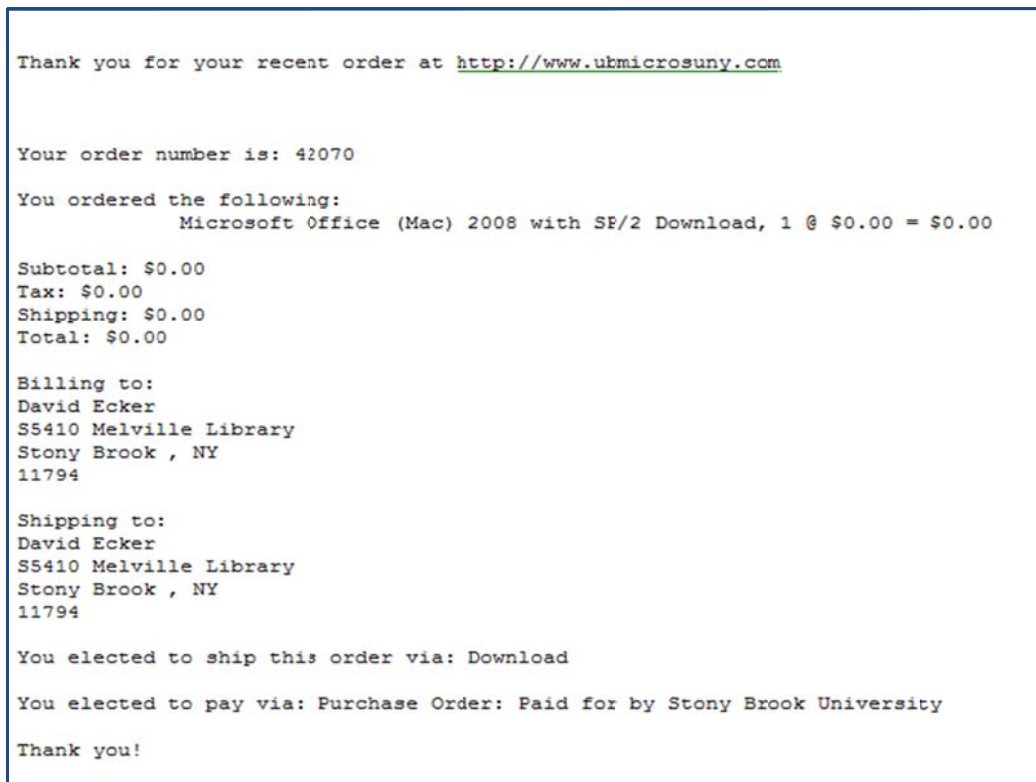 Thank you for your recent order at http://www.ubmicrosuny.com
Your order number is: 42070
You ordered the following:
Microsoft Office (Mac) 2008 with SP/2 Download, 1 @ $0.00 = $0.00
Subtotal: $0.00
Tax: $0.00
Shipping: $0.00
Total: $0.00
Billing to:
David Ecker
S5410 Melville Library
Stony Brook , NY
11794
Shipping to:
David Ecker
S5410 Melville Library
Stony Brook , NY
11794
You elected to ship this order via: Download
You elected to pay via: Purchase Order: Paid for by Stony Brook University
Thank you!